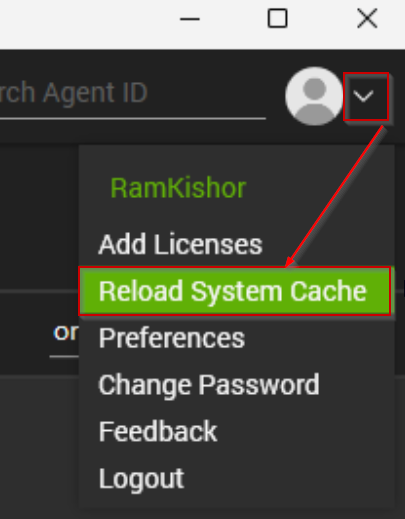 rch Agent ID
RamKishor
Add Licenses
Reload System Cache
or
Preferences
Change Password
Feedback
Logout